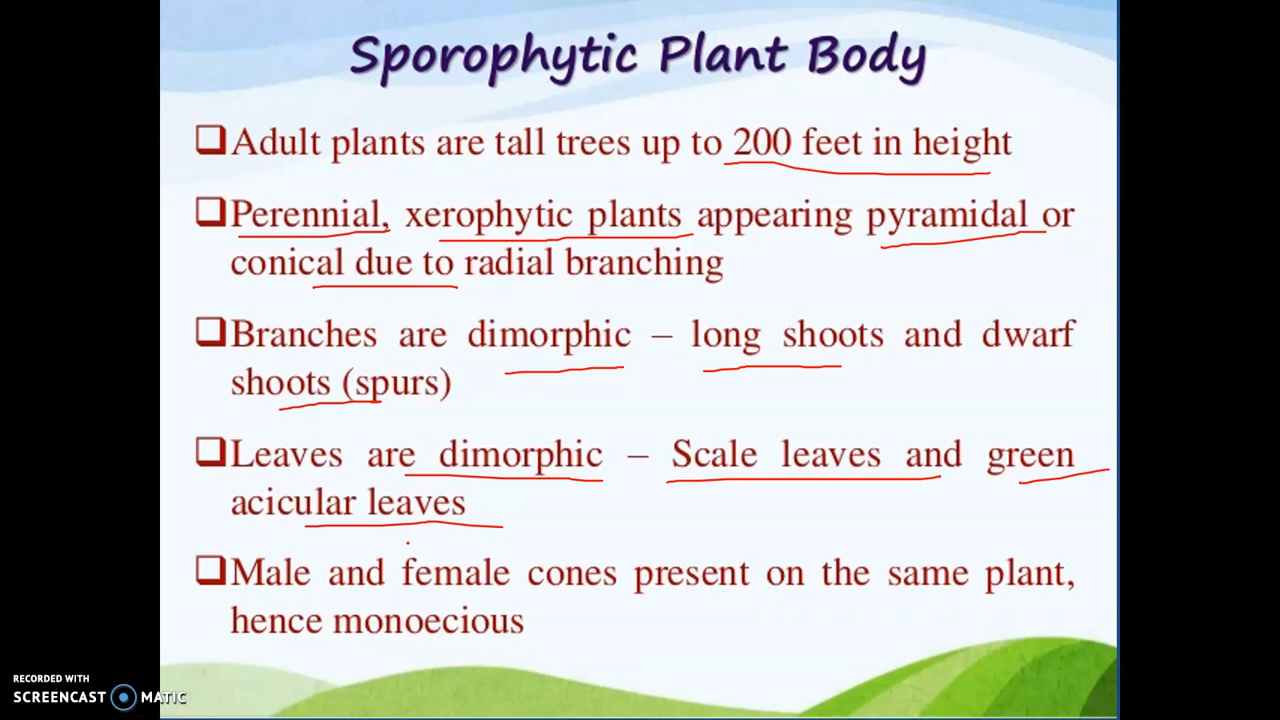 Sporophytic Plant Body
❑Adult plants are tall trees up to 200 feet in height
❑Perennial, xerophytic plants appearing pyramidal or
conical due to radial branching
❑Branches are dimorphic – long shoots and dwarf
shoots (spurs)
❑Leaves are dimorphic – Scale leaves and green
acicular leaves
❑Male and female cones present on the same plant,
hence monoecious
RECORDED WITH
SCREENCAST MATIC